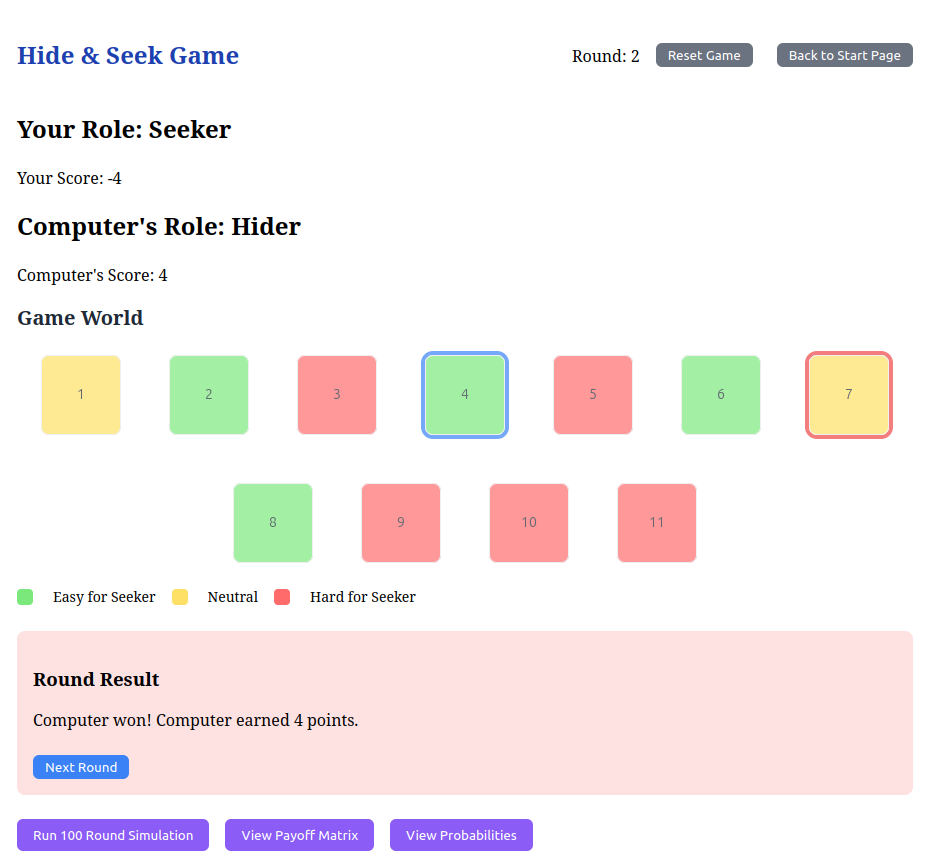 Hide & Seek Game
Round: 2
Reset Game
Back to Start Page
Your Role: Seeker
Your Score: -4
Computer's Role: Hider
Computer's Score: 4
Game World
1 2 3 4 5 6 7
8 9 10 11
Easy for Seeker Neutral Hard for Seeker
Round Result
Computer won! Computer earned 4 points.
Next Round
Run 100 Round Simulation View Payoff Matrix View Probabilities